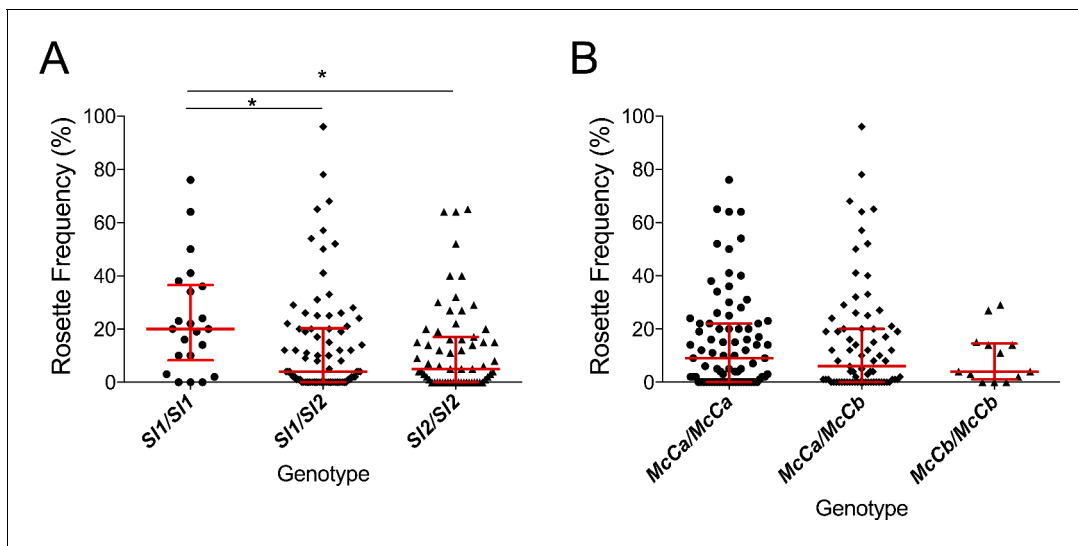 A
*
*
Rosette Frequency (%)
100
80
60
40
20
0
Sl1/Sl1
Sl1/Sl2
Sl2/Sl2
Genotype
B
Rosette Frequency (%)
100
80
60
40
20
0
McCa/McCa
McCa/McCb
McCb/McCb
Genotype